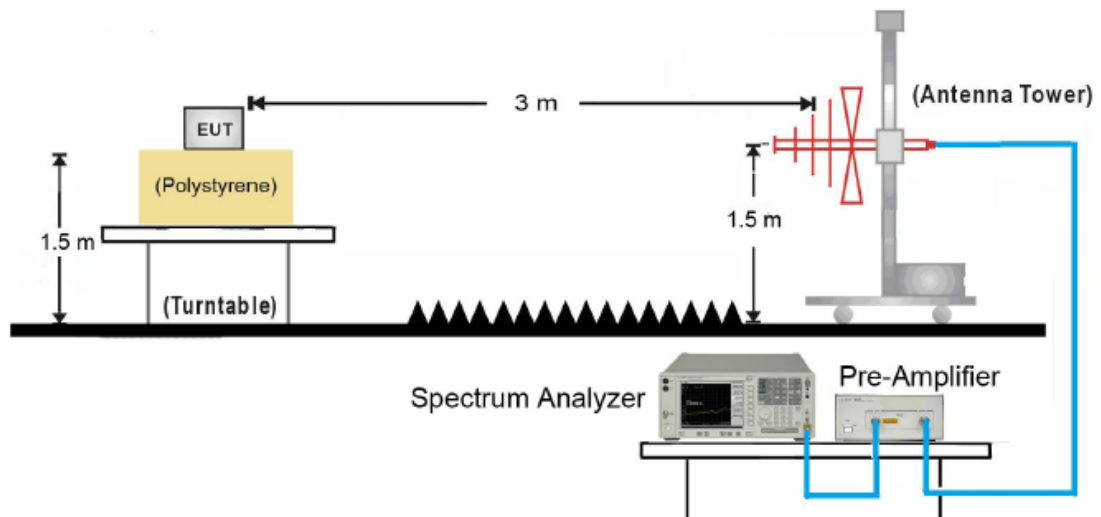 3 m
(Antenna Tower)
EUT
(Polystyrene)
1.5 m
1.5 m
(Turntable)
Spectrum Analyzer
Pre-Amplifier